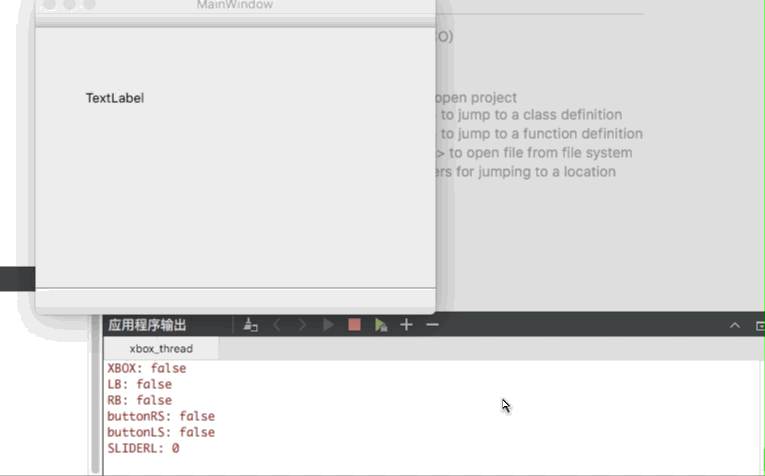 MainWindow
TextLabel
O)
open project
to jump to a class definition
to jump to a function definition
> to open file from file system
ers for jumping to a location
应用程序输出
xbox_thread
XBOX: false
LB: false
RB: false
buttonRS: false
buttonLS: false
SLIDERL: 0